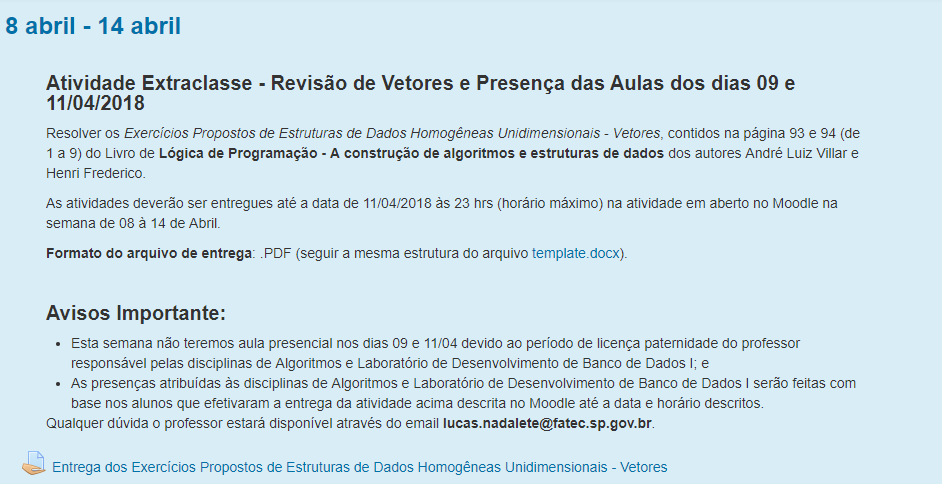 8 abril - 14 abril
Atividade Extraclasse - Revisão de Vetores e Presença das Aulas dos dias 09 e
11/04/2018
Resolver os Exercícios Propostos de Estruturas de Dados Homogêneas Unidimensionais - Vetores, contidos na página 93 e 94 (de
1 a 9) do Livro de Lógica de Programação - A construção de algoritmos e estruturas de dados dos autores André Luiz Villar e
Henri Frederico.
As atividades deverão ser entregues até a data de 11/04/2018 às 23 hrs (horário máximo) na atividade em aberto no Moodle na
semana de 08 à 14 de Abril.
Formato do arquivo de entrega: .PDF (seguir a mesma estrutura do arquivo template.docx).
Avisos Importante:
• Esta semana não teremos aula presencial nos dias 09 e 11/04 devido ao período de licença paternidade do professor
responsável pelas disciplinas de Algoritmos e Laboratório de Desenvolvimento de Banco de Dados I; e
• As presenças atribuídas às disciplinas de Algoritmos e Laboratório de Desenvolvimento de Banco de Dados I serão feitas com
base nos alunos que efetivaram a entrega da atividade acima descrita no Moodle até a data e horário descritos.
Qualquer dúvida o professor estará disponível através do email lucas.nadalete@fatec.sp.gov.br.
Entrega dos Exercícios Propostos de Estruturas de Dados Homogêneas Unidimensionais - Vetores